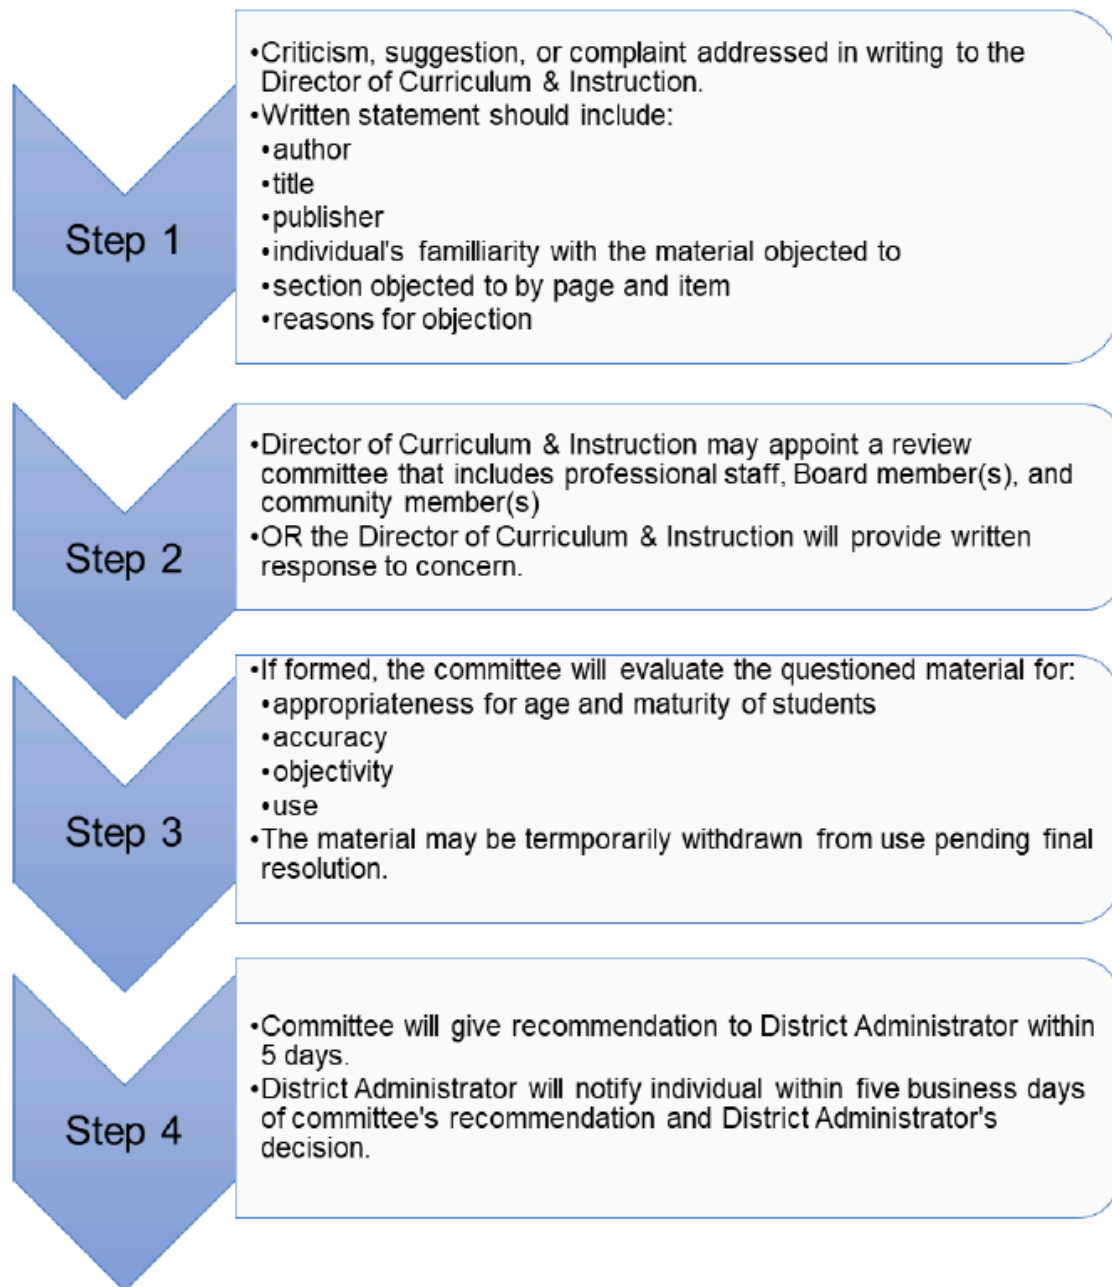 Step 1
•Criticism, suggestion, or complaint addressed in writing to the
Director of Curriculum & Instruction.
•Written statement should include:
•author
•title
•publisher
•individual's familliarity with the material objected to
•section objected to by page and item
•reasons for objection
Step 2
•Director of Curriculum & Instruction may appoint a review
committee that includes professional staff, Board member(s), and
community member(s)
•OR the Director of Curriculum & Instruction will provide written
response to concern.
Step 3
•If formed, the committee will evaluate the questioned material for:
•appropriateness for age and maturity of students
•accuracy
•objectivity
•use
•The material may be termporarily withdrawn from use pending final
resolution.
Step 4
•Committee will give recommendation to District Administrator within
5 days.
•District Administrator will notify individual within five business days
of committee's recommendation and District Administrator's
decision.